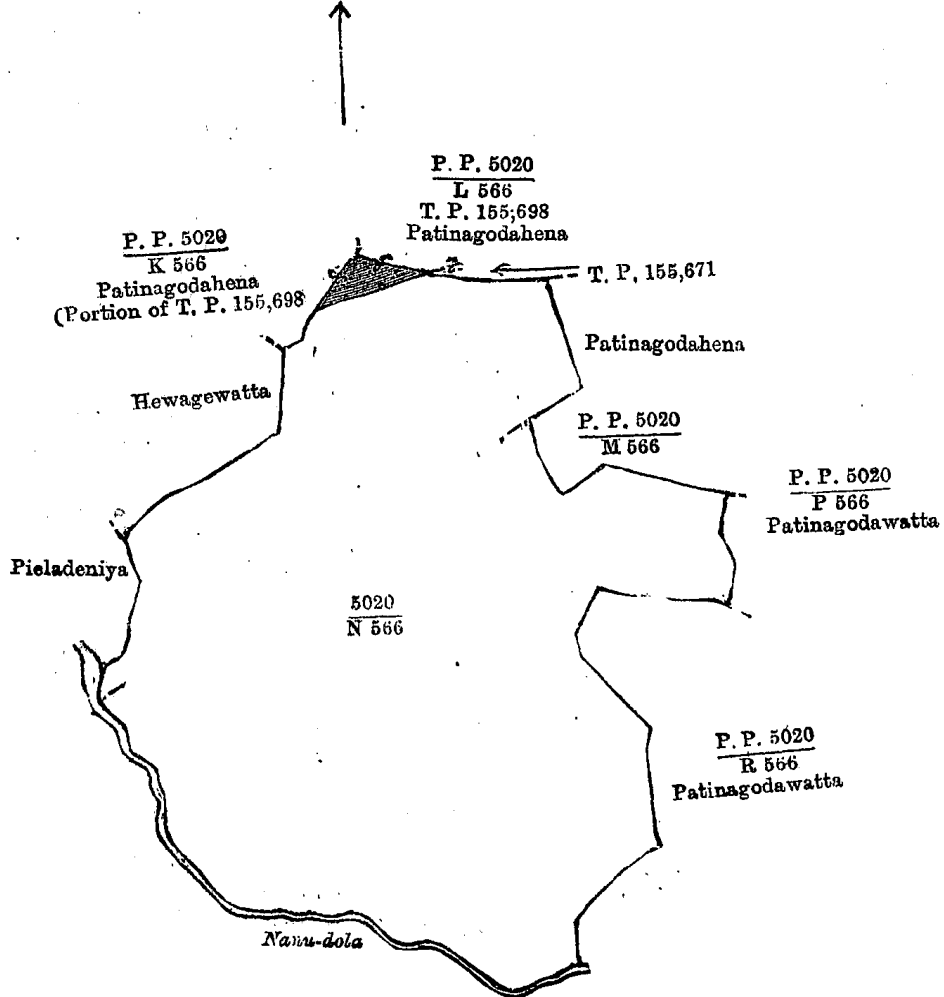 P. P. 5020
L 566
T. P. 155,698
Patinagodahena
P. P. 5020
K 566
Patinagodahena
(Portion of T. P. 155,698
T. P. 155,671
Patinagodahena
Hewagewatta
P. P. 5020
M 566
P. P. 5020
P 566
Patinagodawatta
Pieladeniya
5020
N 566
P. P. 5020
R 566
Patinagodawatta
Nanu-dola